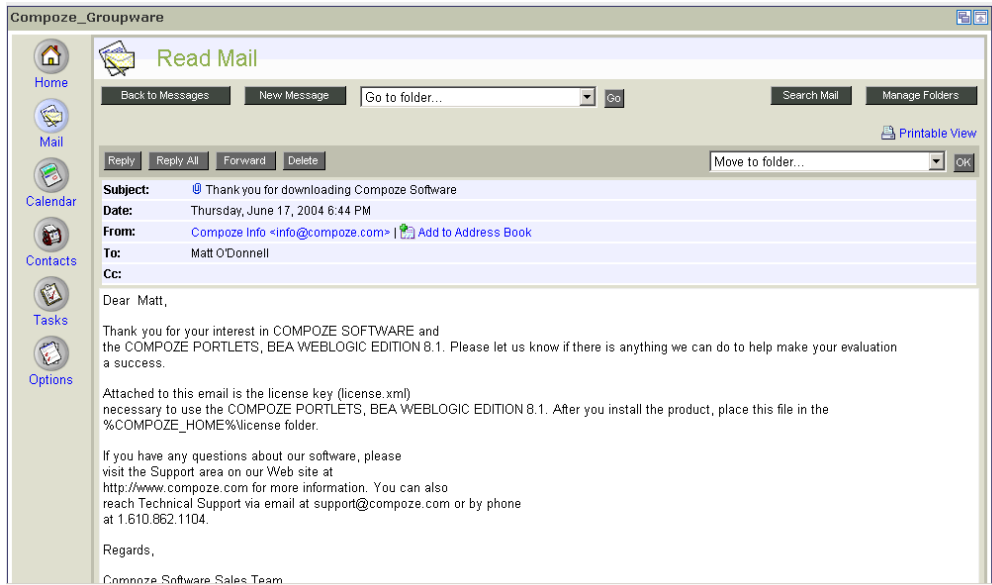 Compoze_Groupware
Home
Mail
Calendar
Contacts
Tasks
Options
Read Mail
Back to Messages New Message Go to folder... Go Search Mail Manage Folders
Printable View
Reply Reply All Forward Delete Move to folder... OK
Subject: Thank you for downloading Compoze Software
Date: Thursday, June 17, 2004 6:44 PM
From: Compoze Info <info@compoze.com> | Add to Address Book
To: Matt O'Donnell
Cc:
Dear Matt,
Thank you for your interest in COMPOZE SOFTWARE and
the COMPOZE PORTLETS, BEA WEBLOGIC EDITION 8.1. Please let us know if there is anything we can do to help make your evaluation
a success.
Attached to this email is the license key (license.xml)
necessary to use the COMPOZE PORTLETS, BEA WEBLOGIC EDITION 8.1. After you install the product, place this file in the
%COMPOZE_HOME%\license folder.
If you have any questions about our software, please
visit the Support area on our Web site at
http://www.compoze.com for more information. You can also
reach Technical Support via email at support@compoze.com or by phone
at 1.610.862.1104.
Regards,
Compoze Software Sales Team